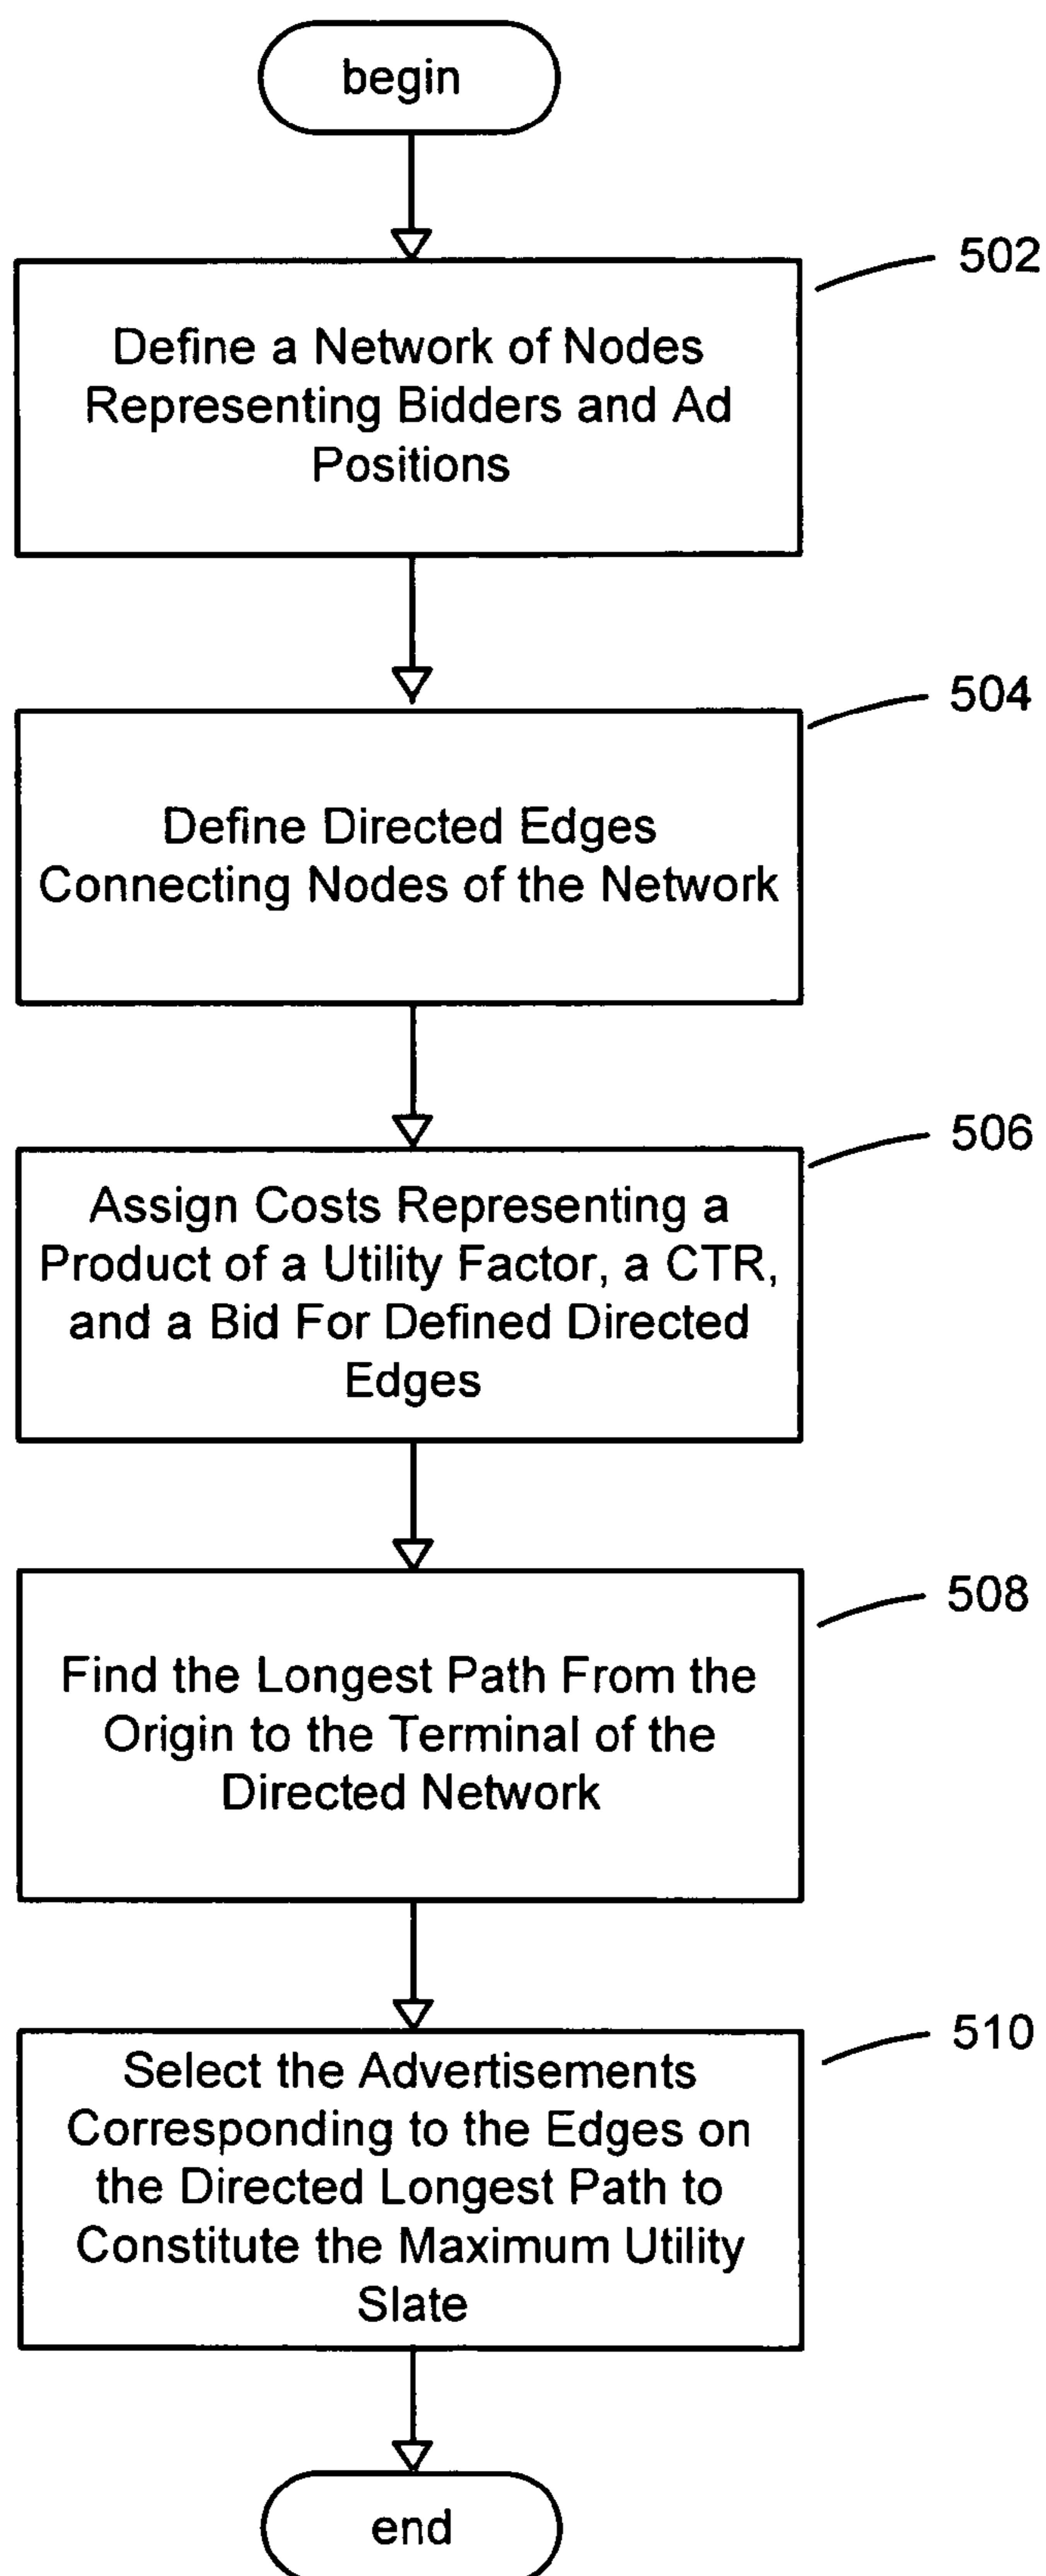 begin
502
Define a Network of Nodes
Representing Bidders and Ad
Positions
504
Define Directed Edges
Connecting Nodes of the Network
506
Assign Costs Representing a
Product of a Utility Factor, a CTR,
and a Bid For Defined Directed
Edges
508
Find the Longest Path From the
Origin to the Terminal of the
Directed Network
510
Select the Advertisements
Corresponding to the Edges on
the Directed Longest Path to
Constitute the Maximum Utility
Slate
end